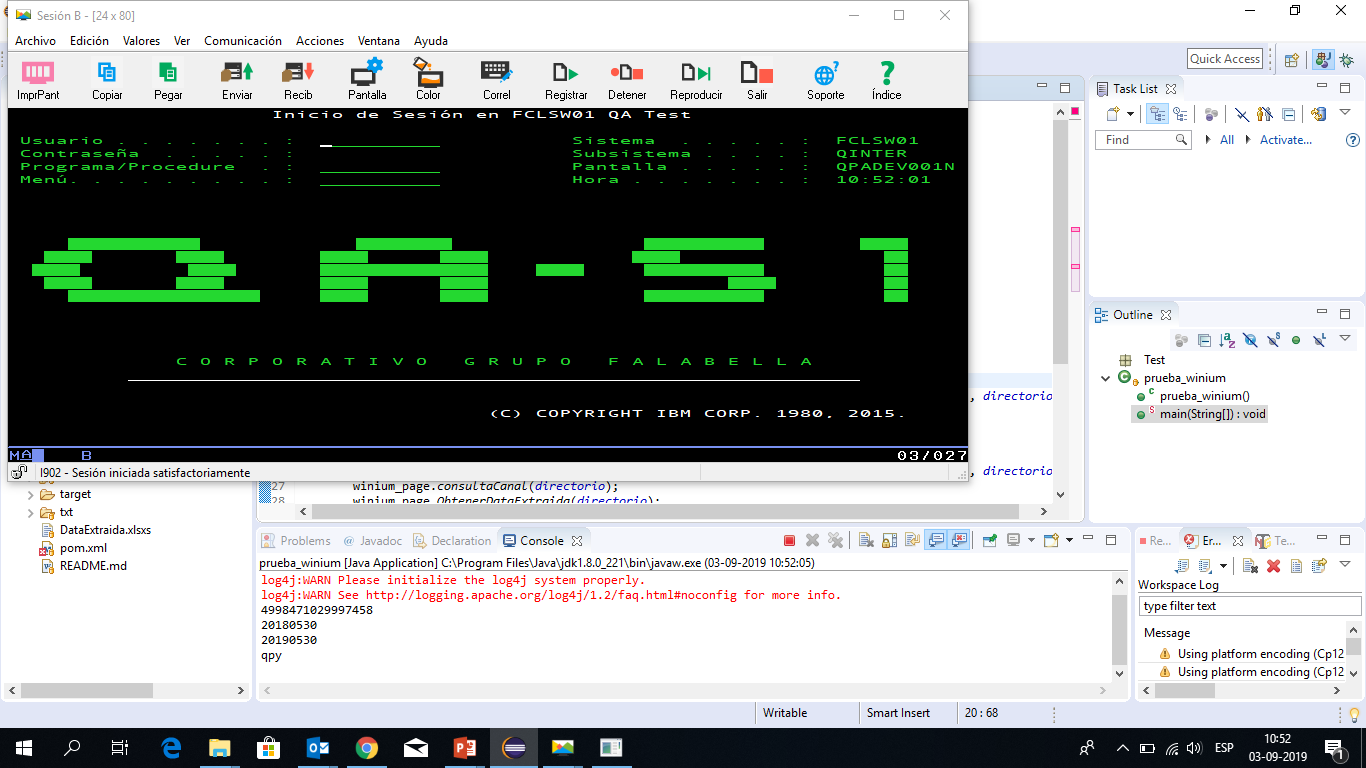 Sesión B - [24 x 80]
Archivo Edición Valores Ver Comunicación Acciones Ventana Ayuda
ImprPant Copiar Pegar Enviar Recib Pantalla Color Correl Registrar Detener Reproducir Salir Soporte Índice
Inicio de Sesión en FCLSW01 QA Test
Usuario . . . . . . : Sistema . . . . . : FCLSW01
Contraseña . . . . . . : Subsistema . . . . : QINTER
Programa/Procedure . : Pantalla . . . . . : QPADEV001N
Menú. . . . . . . . . : Hora . . . . . . . : 10:52:01
QA-S1
CORPORATIVO GRUPO FALABELLA
(C) COPYRIGHT IBM CORP. 1980, 2015.
MA B 03/027
I902 - Sesión iniciada satisfactoriamente
Quick Access
Task List
Find All Activate...
Outline
Test
prueba_winium
prueba_winium()
main(String[]) : void
, directorio
, directorio
27 winium_page.consultaCanal(directorio);
28 winium_page.ObtenerDataExtraida(directorio);
target
txt
DataExtraida.xlsxs
pom.xml
README.md
Problems Javadoc Declaration Console
prueba_winium [Java Application] C:\Program Files\Java\jdk1.8.0_221\bin\javaw.exe (03-09-2019 10:52:05)
log4j:WARN Please initialize the log4j system properly.
log4j:WARN See http://logging.apache.org/log4j/1.2/faq.html#noconfig for more info.
4998471029997458
20180530
20190530
qpy
Re... Er... Te...
Workspace Log
type filter text
Message
Using platform encoding (Cp12
Using platform encoding (Cp12
Writable Smart Insert 20 : 68
ESP 10:52
03-09-2019
1